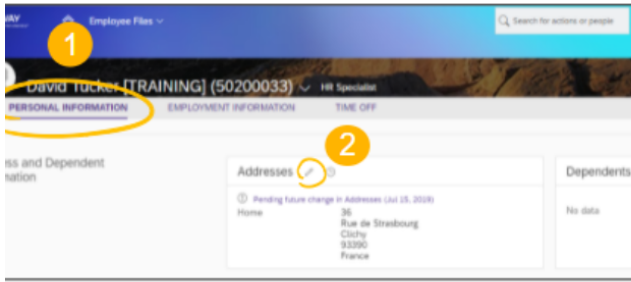 WAY Employee Files
Search for actions or people
1
David Tucker [TRAINING] (50200033) HR Specialist
PERSONAL INFORMATION EMPLOYMENT INFORMATION TIME OFF
2
ess and Dependent
mation
Addresses
Dependents
Pending future change in Addresses (Jul 15, 2019)
Home 36
Rue de Strasbourg
Clichy
93390
France
No data